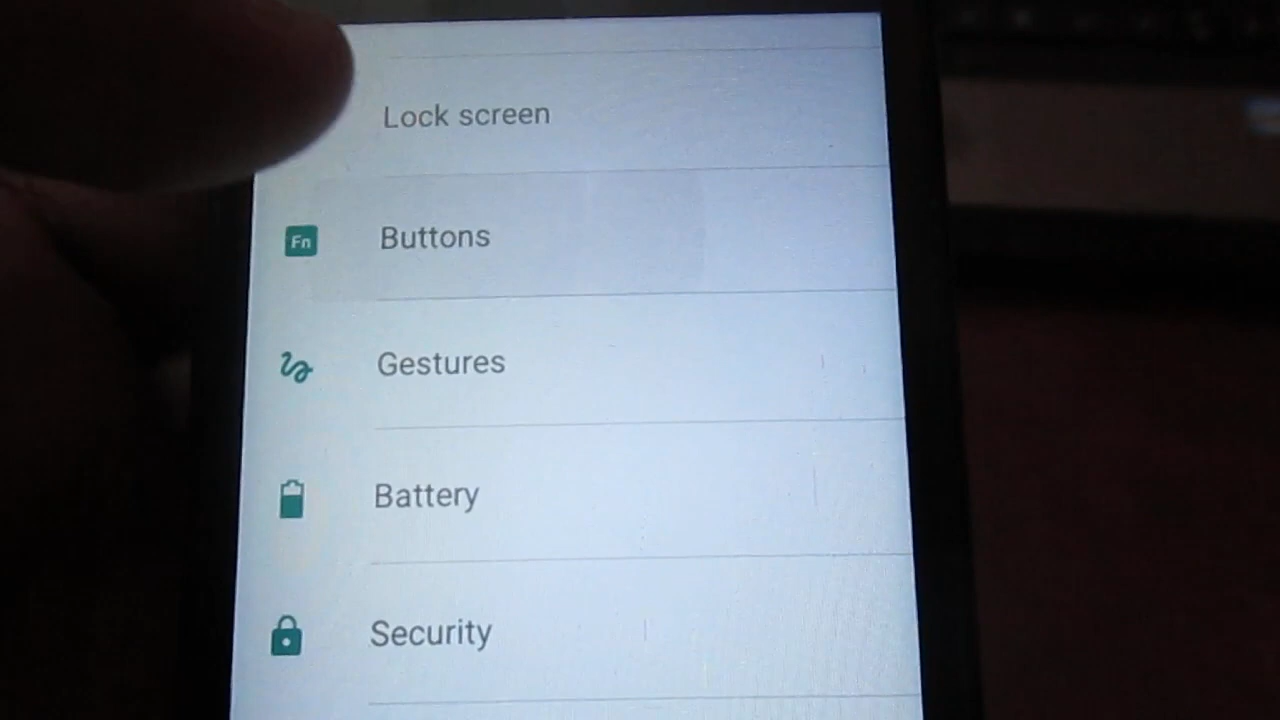 Lock screen
Fn Buttons
Gestures
Battery
Security